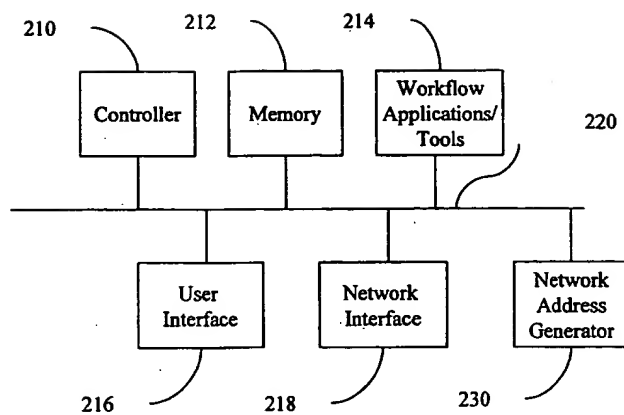 210
212
214
Controller
Memory
Workflow
Applications/
Tools
220
User
Interface
Network
Interface
Network
Address
Generator
216
218
230